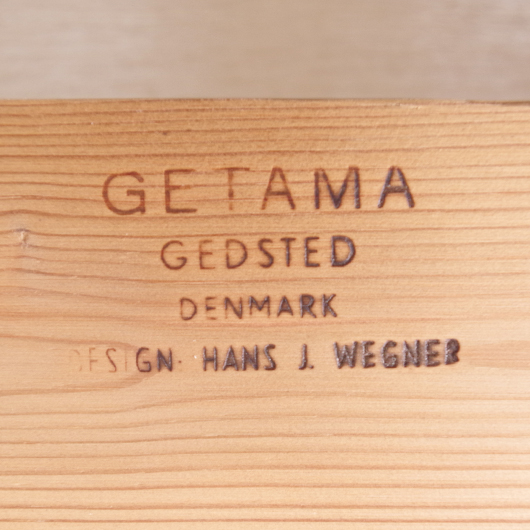 GETAMA
GEDSTED
DENMARK
DESIGN· HANS J. WEGNER